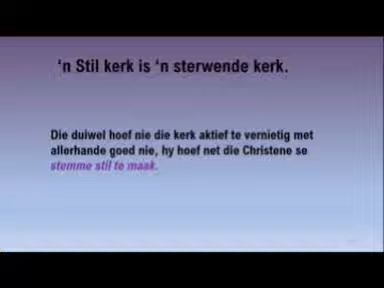 ‘n Stil kerk is ‘n sterwende kerk.
Die duiwel hoef nie die kerk aktief te vernietig met
allerhande goed nie, hy hoef net die Christene se
stemme stil te maak.